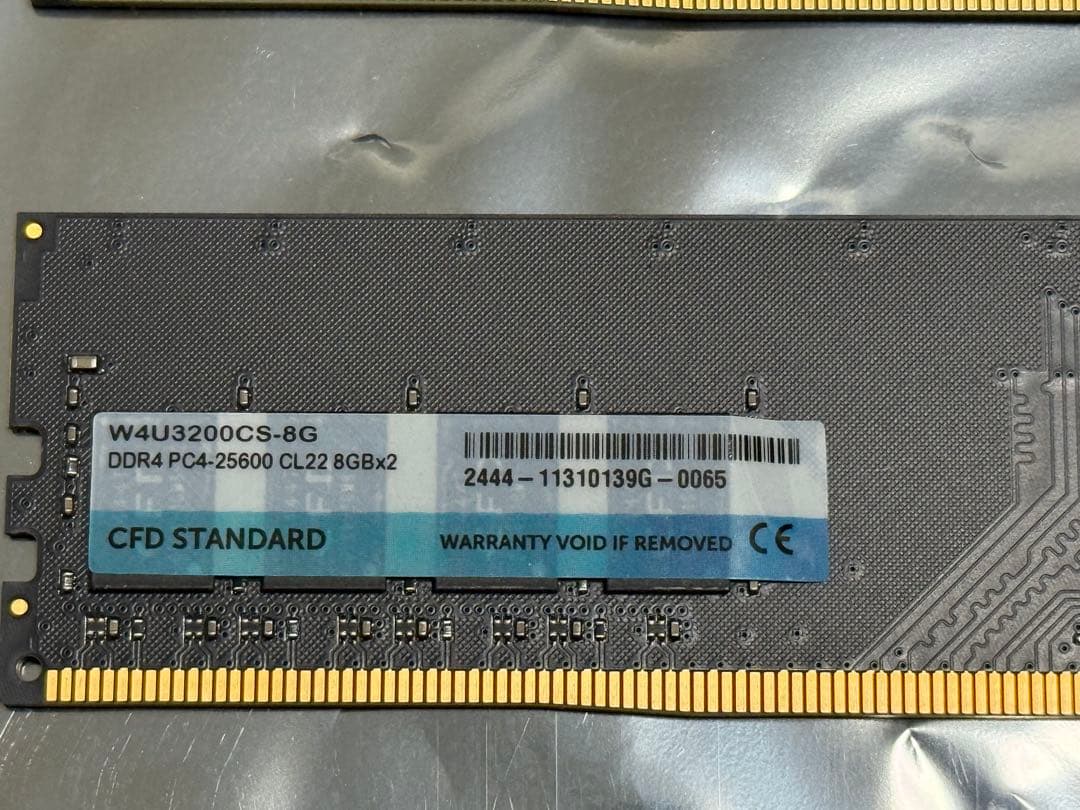 W4U3200CS-8G
DDR4 PC4-25600 CL22 8GBx2
2444-11310139G-0065
CFD STANDARD
WARRANTY VOID IF REMOVED CE